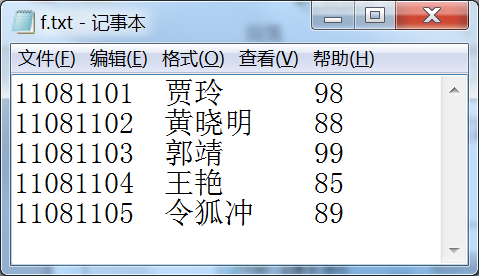 f.txt - 记事本
文件(F) 编辑(E) 格式(O) 查看(V) 帮助(H)
11081101 贾玲 98
11081102 黄晓明 88
11081103 郭靖 99
11081104 王艳 85
11081105 令狐冲 89